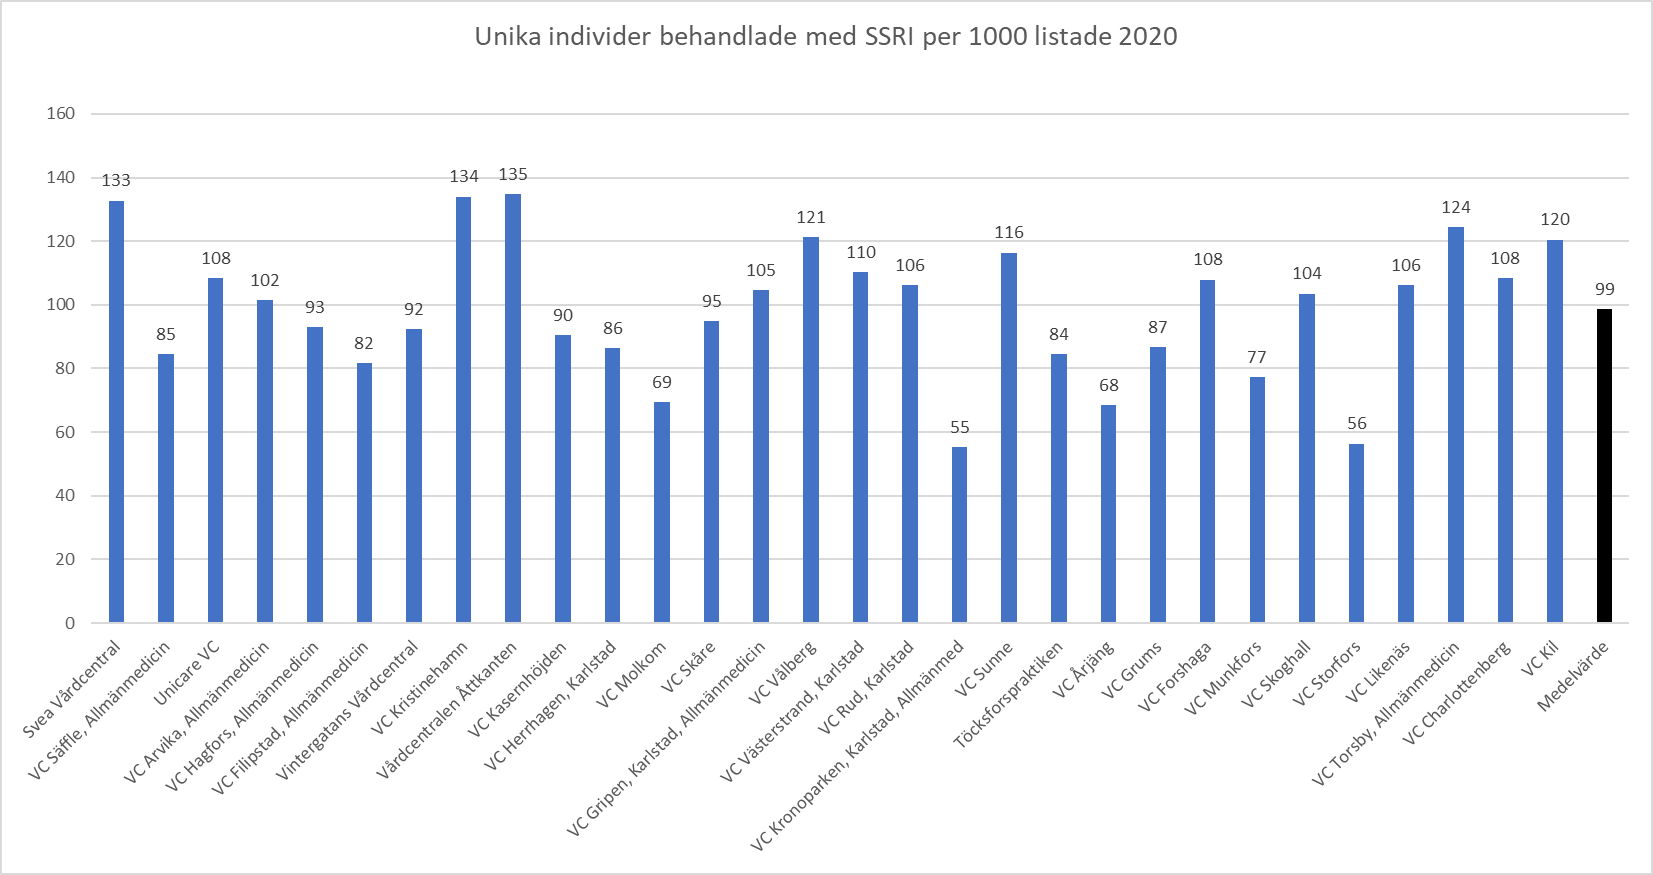 Unika individer behandlade med SSRI per 1000 listade 2020
160
140
120
100
80
60
40
20
0
133
85
108
102
93
82
92
134
135
90
86
69
95
105
121
110
106
55
116
84
68
87
108
77
104
56
106
124
108
120
99
Svea Vårdcentral
VC Säffle, Allmänmedicin
Unicare VC
VC Arvika, Allmänmedicin
VC Hagfors, Allmänmedicin
VC Filipstad, Allmänmedicin
Vintergatans Vårdcentral
VC Kristinehamn
Vårdcentralen Åttkanten
VC Kasernhöjden
VC Herrhagen, Karlstad
VC Molkom
VC Skåre
VC Gripen, Karlstad, Allmänmedicin
VC Vålberg
VC Västerstrand, Karlstad
VC Rud, Karlstad
VC Kronoparken, Karlstad, Allmänmed
VC Sunne
Töcksforspraktiken
VC Årjäng
VC Grums
VC Forshaga
VC Munkfors
VC Skoghall
VC Storfors
VC Likenäs
VC Torsby, Allmänmedicin
VC Charlottenberg
VC Kil
Medelvärde